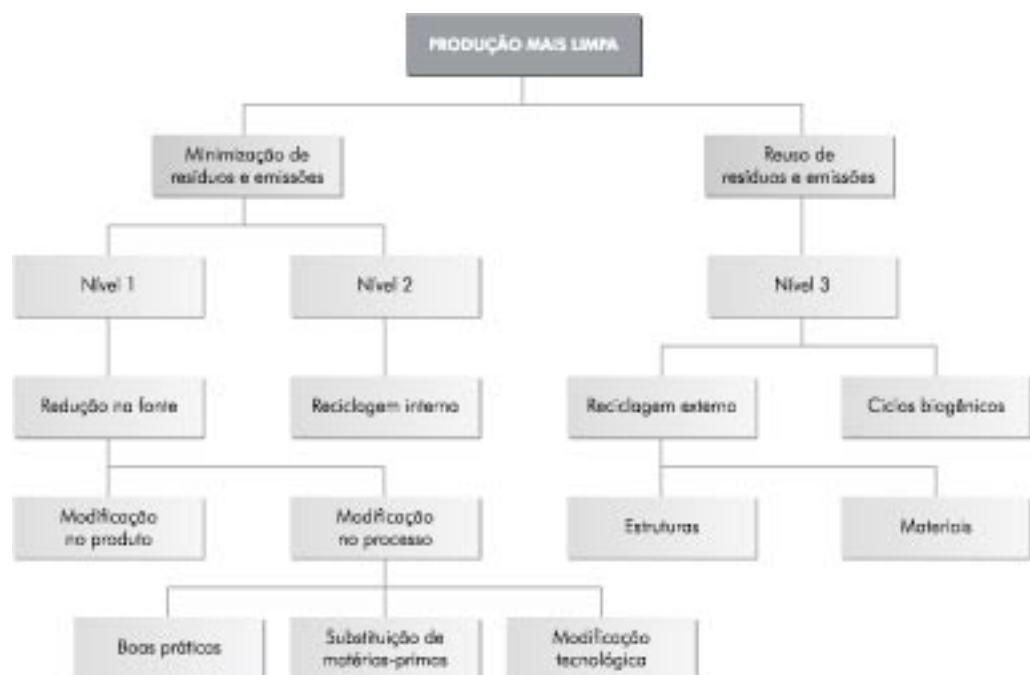 PRODUÇÃO MAIS LIMPA
Minimização de
resíduos e emissões
Reuso de
resíduos e emissões
Nível 1
Nível 2
Nível 3
Redução na fonte
Reciclagem interna
Reciclagem externa
Ciclos biogênicos
Modificação
no produto
Modificação
no processo
Estruturas
Materiais
Boas práticas
Substituição de
matérias-primas
Modificação
tecnológica